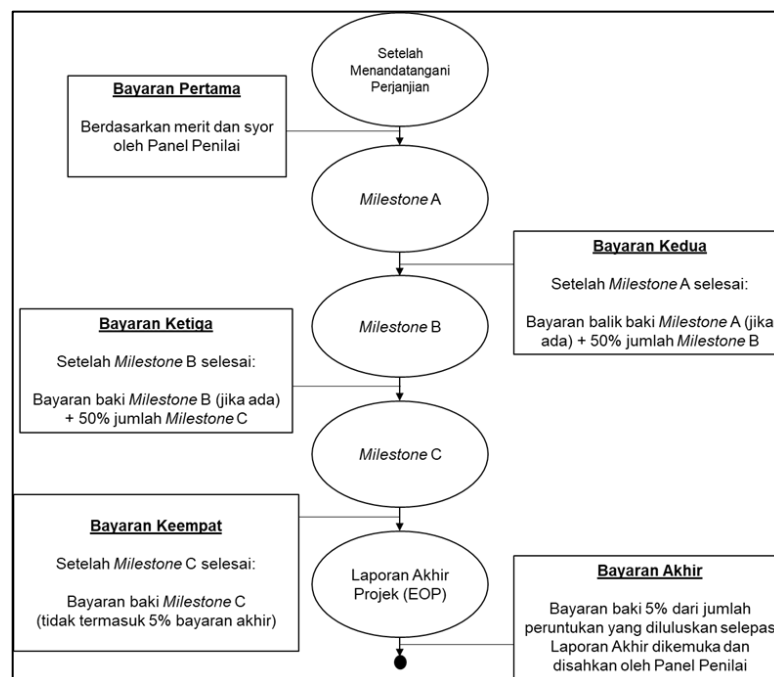 Setelah
Menandatangani
Perjanjian
Bayaran Pertama
Berdasarkan merit dan syor
oleh Panel Penilai
Milestone A
Bayaran Kedua
Setelah Milestone A selesai:
Bayaran balik baki Milestone A (jika
ada) + 50% jumlah Milestone B
Milestone B
Bayaran Ketiga
Setelah Milestone B selesai:
Bayaran baki Milestone B (jika ada)
+ 50% jumlah Milestone C
Milestone C
Bayaran Keempat
Setelah Milestone C selesai:
Bayaran baki Milestone C
(tidak termasuk 5% bayaran akhir)
Laporan Akhir
Projek (EOP)
Bayaran Akhir
Bayaran baki 5% dari jumlah
peruntukan yang diluluskan selepas
Laporan Akhir dikemuka dan
disahkan oleh Panel Penilai